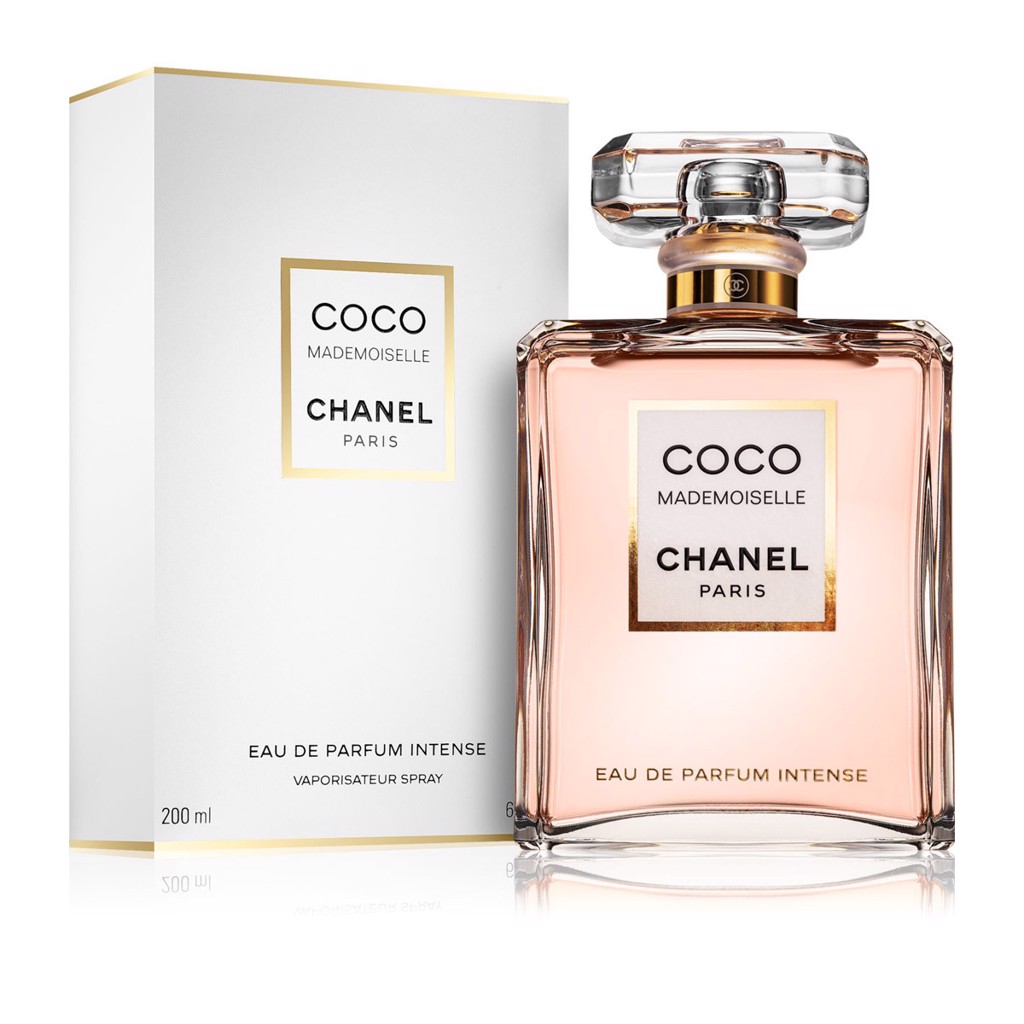 COCO
MADEMOISELLE
CHANEL
PARIS
EAU DE PARFUM INTENSE
VAPORISATEUR SPRAY
200 ml
COCO
MADEMOISELLE
CHANEL
PARIS
EAU DE PARFUM INTENSE